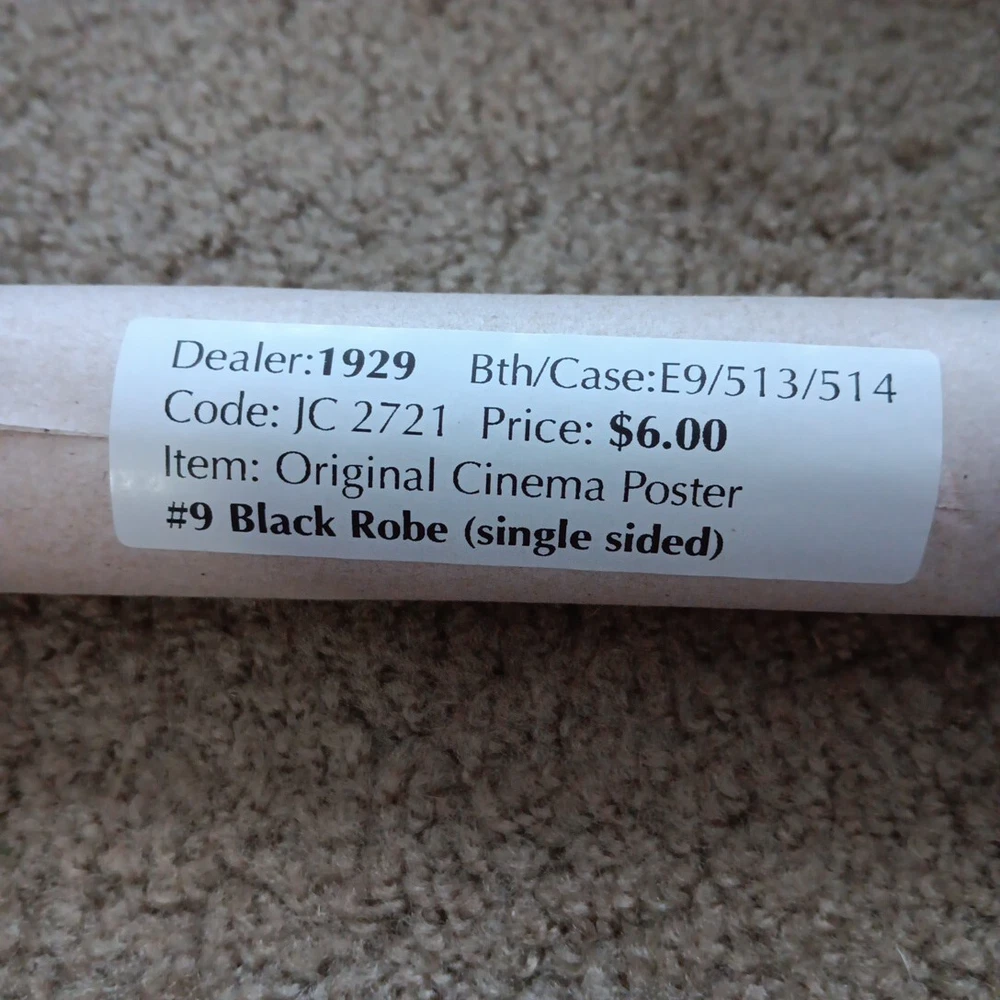 Dealer:1929 Bth/Case:E9/513/514
Code: JC 2721 Price: $6.00
Item: Original Cinema Poster
#9 Black Robe (single sided)